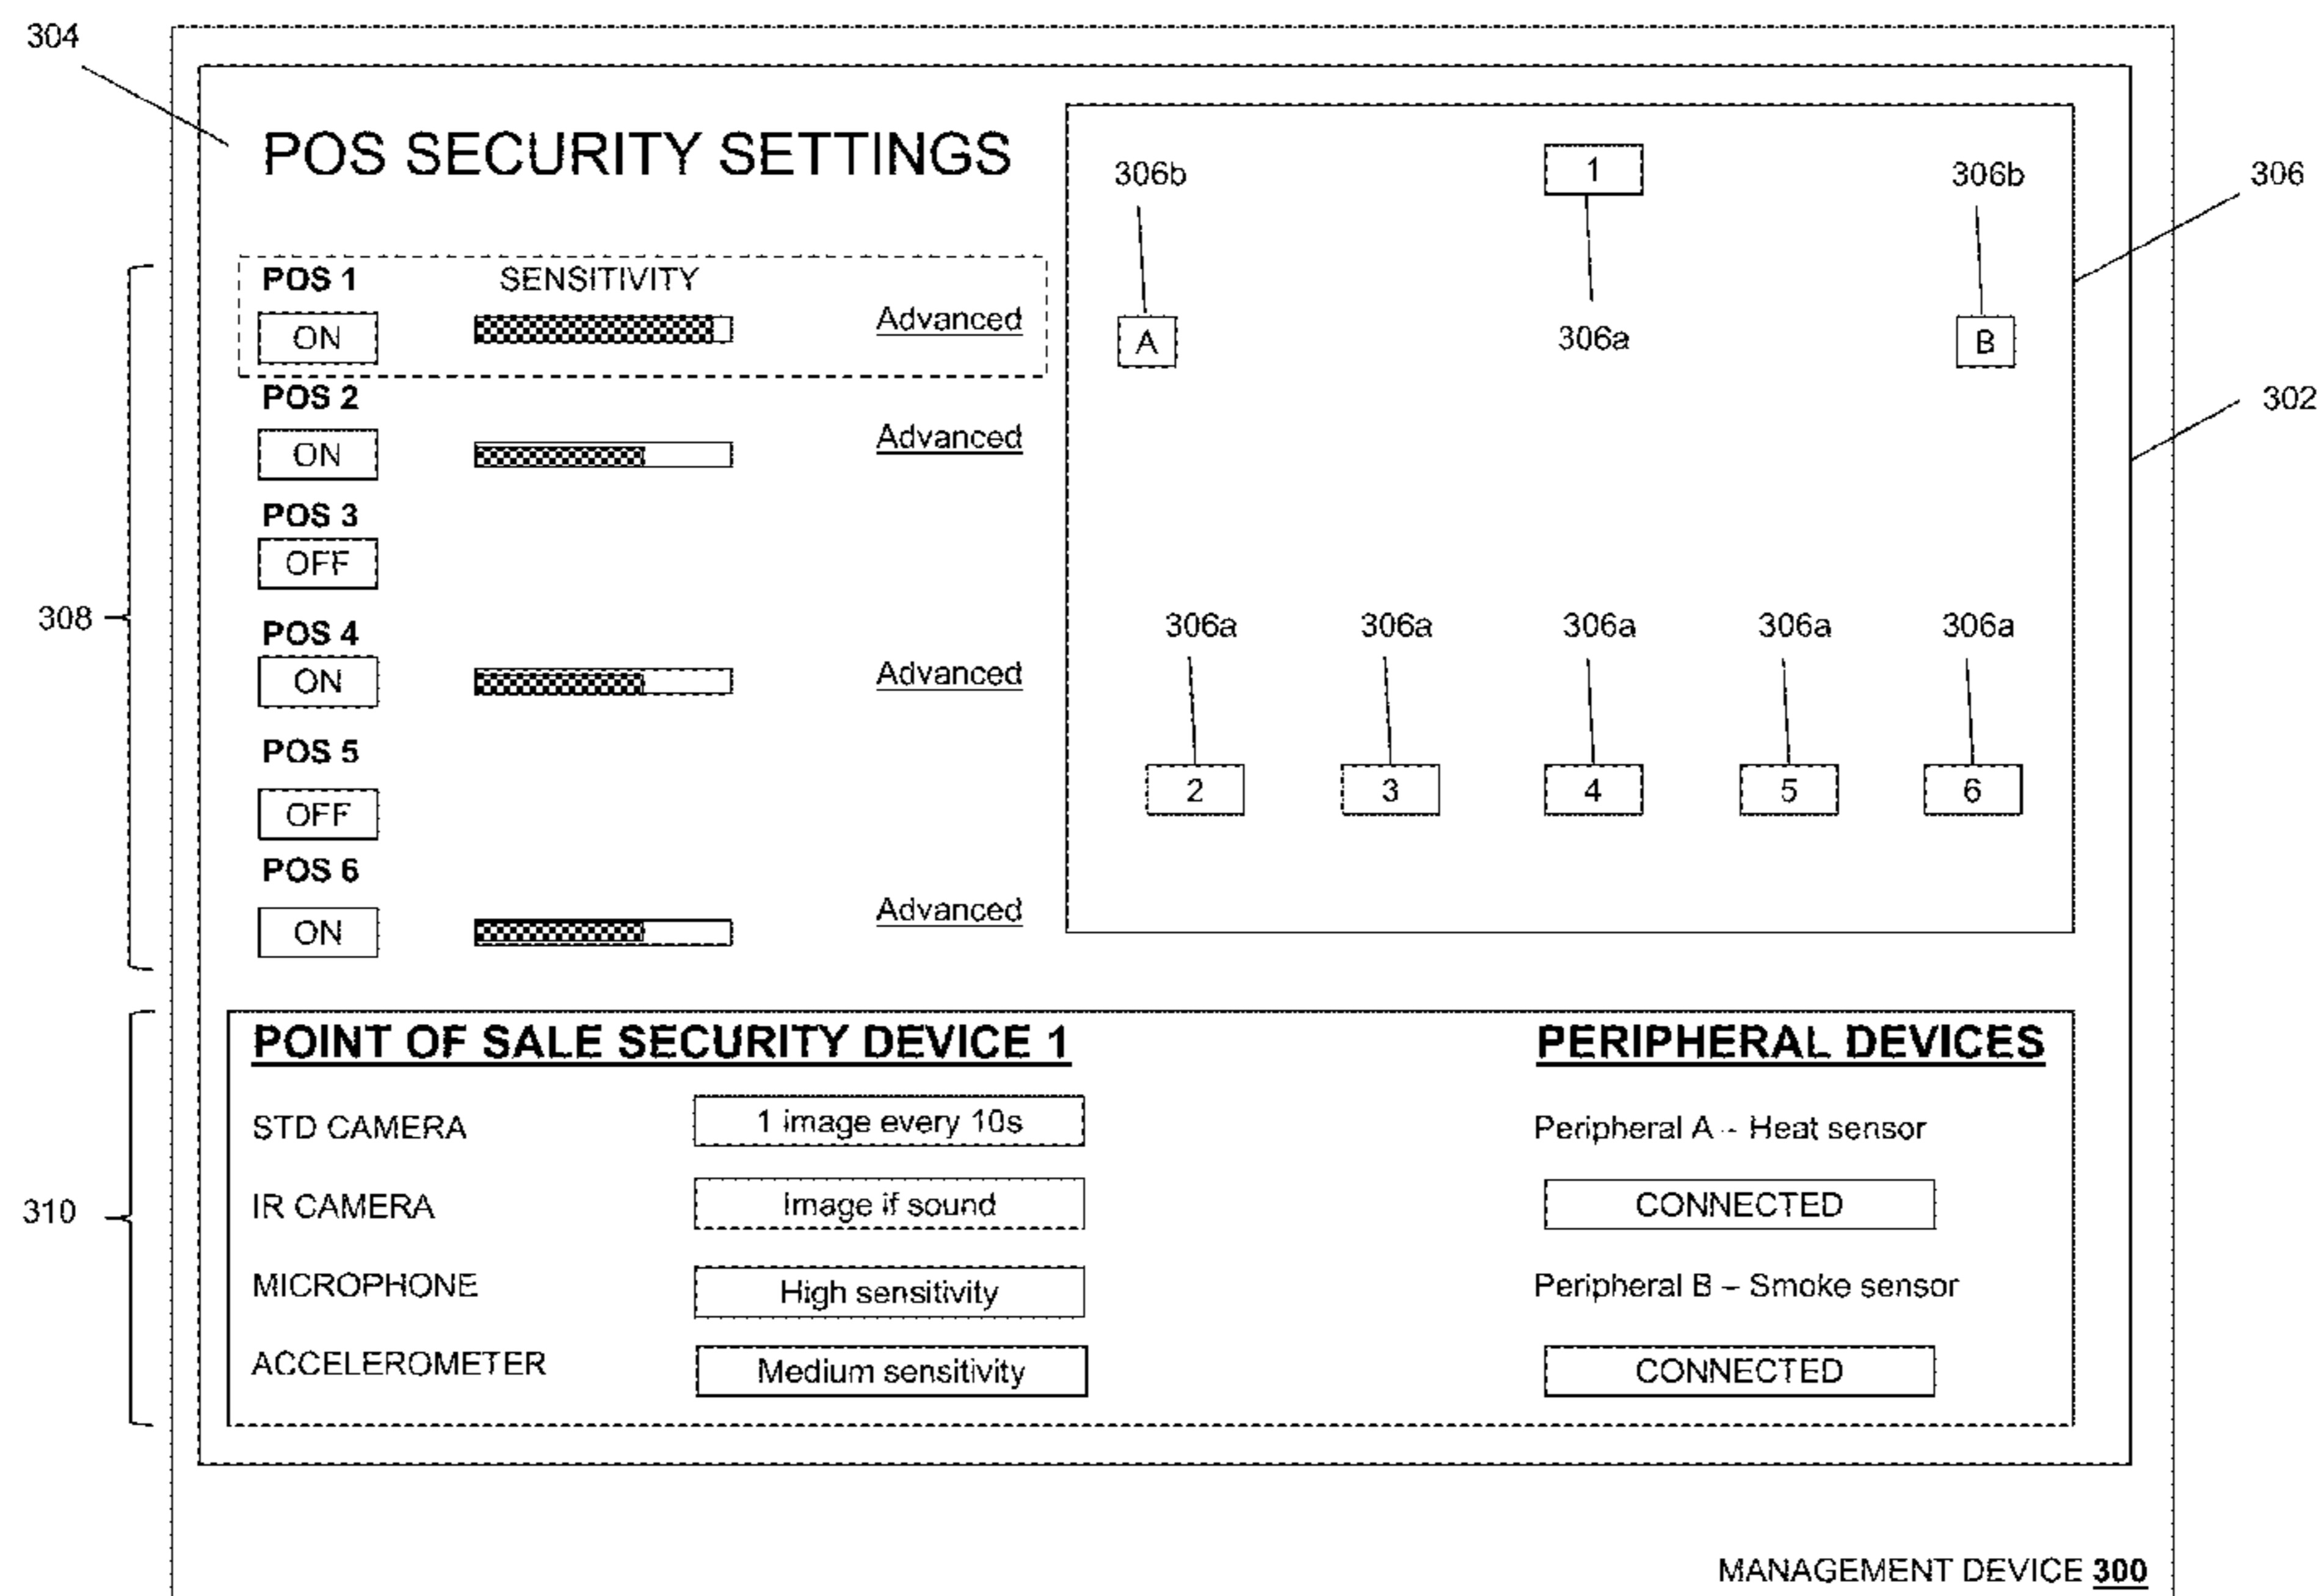 304
POS SECURITY SETTINGS
POS 1 SENSITIVITY
ON Advanced
POS 2
ON Advanced
POS 3
OFF
308
POS 4
ON Advanced
POS 5
OFF
POS 6
ON Advanced
306b 1 306b 306
A 306a B
302
306a 306a 306a 306a 306a
2 3 4 5 6
310
POINT OF SALE SECURITY DEVICE 1
STD CAMERA 1 image every 10s
IR CAMERA Image if sound
MICROPHONE High sensitivity
ACCELEROMETER Medium sensitivity
PERIPHERAL DEVICES
Peripheral A - Heat sensor
CONNECTED
Peripheral B – Smoke sensor
CONNECTED
MANAGEMENT DEVICE 300